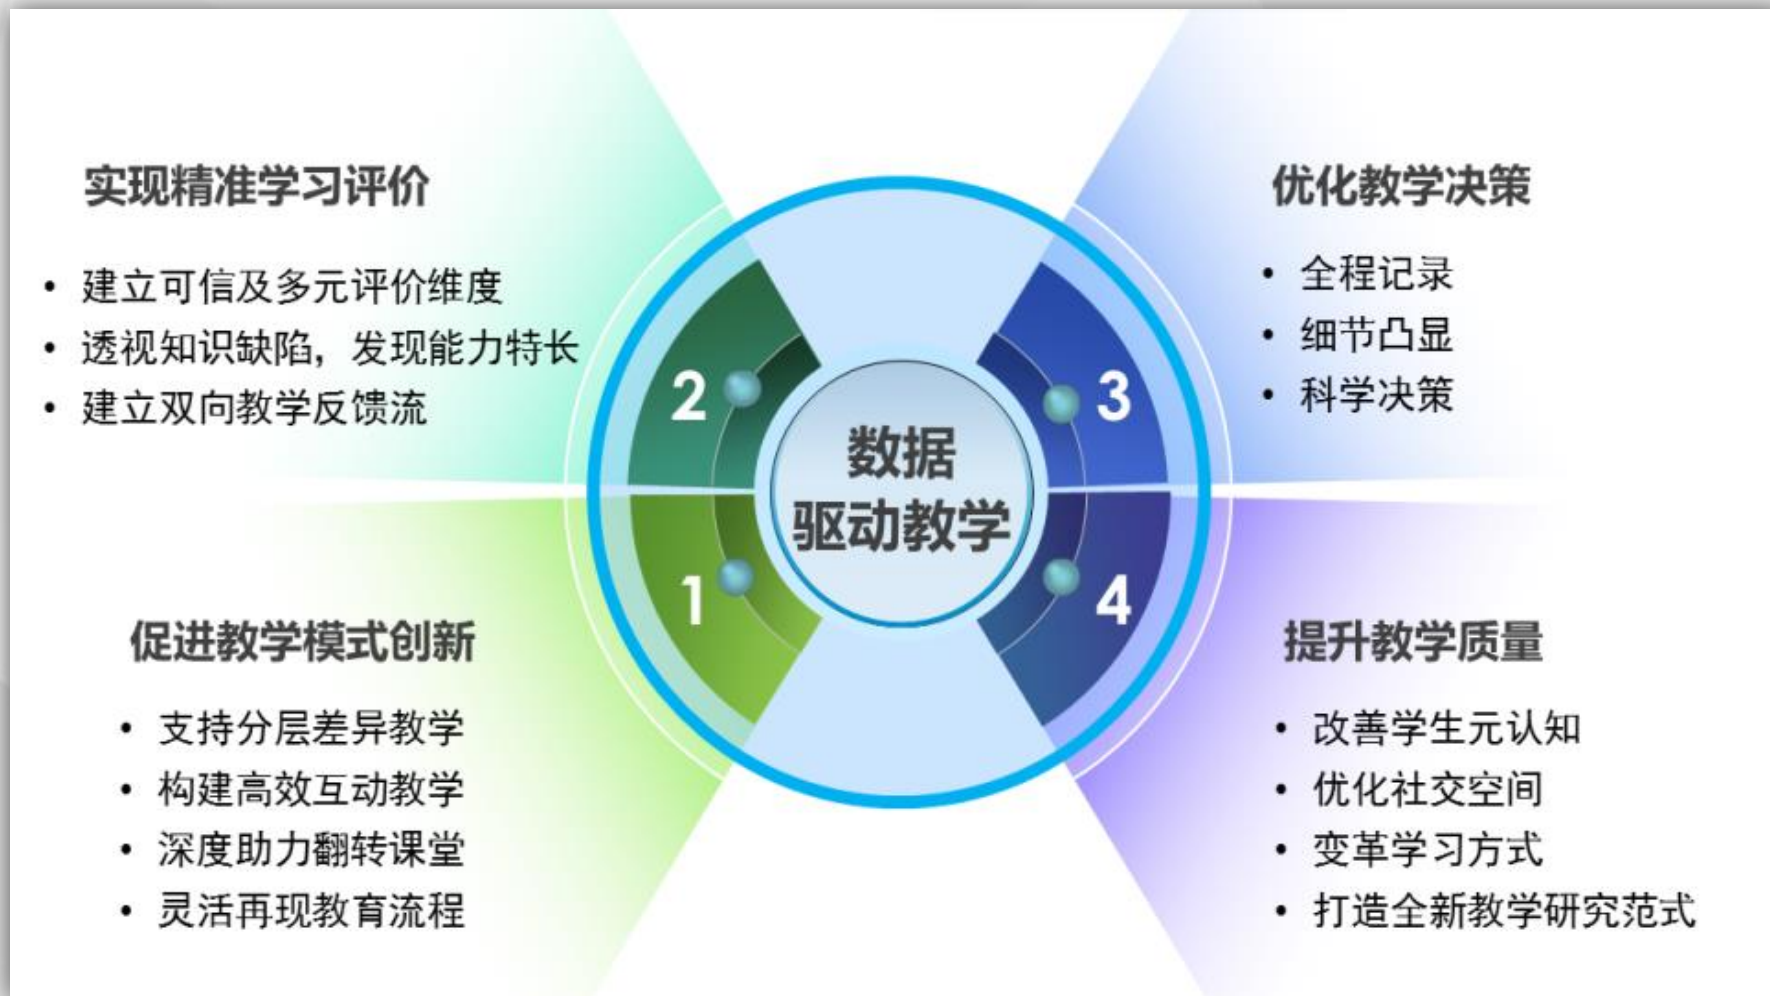 实现精准学习评价
• 建立可信及多元评价维度
• 透视知识缺陷，发现能力特长
• 建立双向教学反馈流
优化教学决策
• 全程记录
• 细节凸显
• 科学决策
2
3
数据
驱动教学
1
4
促进教学模式创新
• 支持分层差异教学
• 构建高效互动教学
• 深度助力翻转课堂
• 灵活再现教育流程
提升教学质量
• 改善学生元认知
• 优化社交空间
• 变革学习方式
• 打造全新教学研究范式